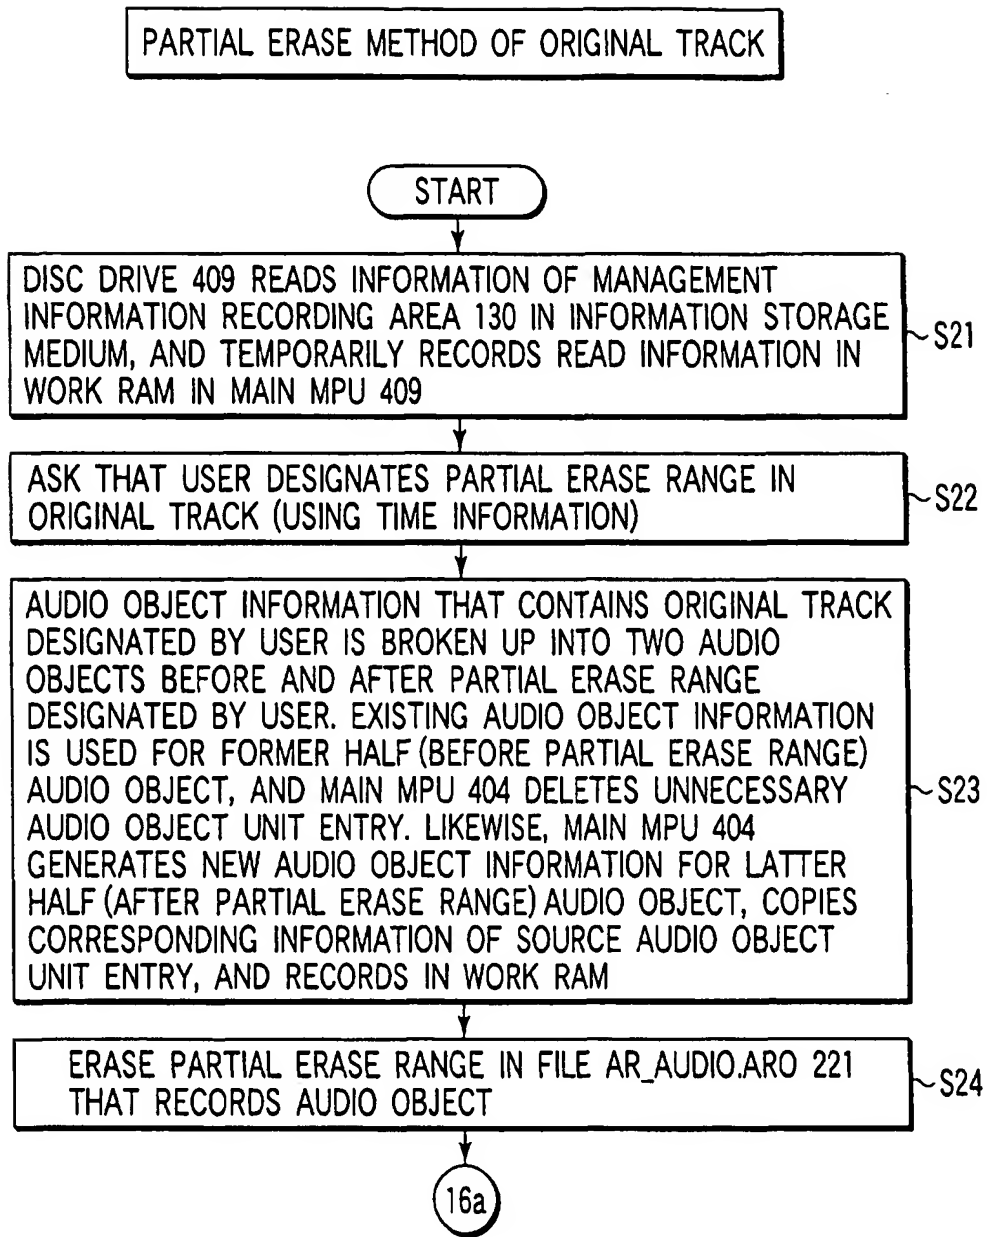 PARTIAL ERASE METHOD OF ORIGINAL TRACK
START
DISC DRIVE 409 READS INFORMATION OF MANAGEMENT
INFORMATION RECORDING AREA 130 IN INFORMATION STORAGE
MEDIUM, AND TEMPORARILY RECORDS READ INFORMATION IN
WORK RAM IN MAIN MPU 409
S21
ASK THAT USER DESIGNATES PARTIAL ERASE RANGE IN
ORIGINAL TRACK (USING TIME INFORMATION)
S22
AUDIO OBJECT INFORMATION THAT CONTAINS ORIGINAL TRACK
DESIGNATED BY USER IS BROKEN UP INTO TWO AUDIO
OBJECTS BEFORE AND AFTER PARTIAL ERASE RANGE
DESIGNATED BY USER. EXISTING AUDIO OBJECT INFORMATION
IS USED FOR FORMER HALF (BEFORE PARTIAL ERASE RANGE)
AUDIO OBJECT, AND MAIN MPU 404 DELETES UNNECESSARY
AUDIO OBJECT UNIT ENTRY. LIKEWISE, MAIN MPU 404
GENERATES NEW AUDIO OBJECT INFORMATION FOR LATTER
HALF (AFTER PARTIAL ERASE RANGE) AUDIO OBJECT, COPIES
CORRESPONDING INFORMATION OF SOURCE AUDIO OBJECT
UNIT ENTRY, AND RECORDS IN WORK RAM
S23
ERASE PARTIAL ERASE RANGE IN FILE AR_AUDIO.ARO 221
THAT RECORDS AUDIO OBJECT
S24
16a